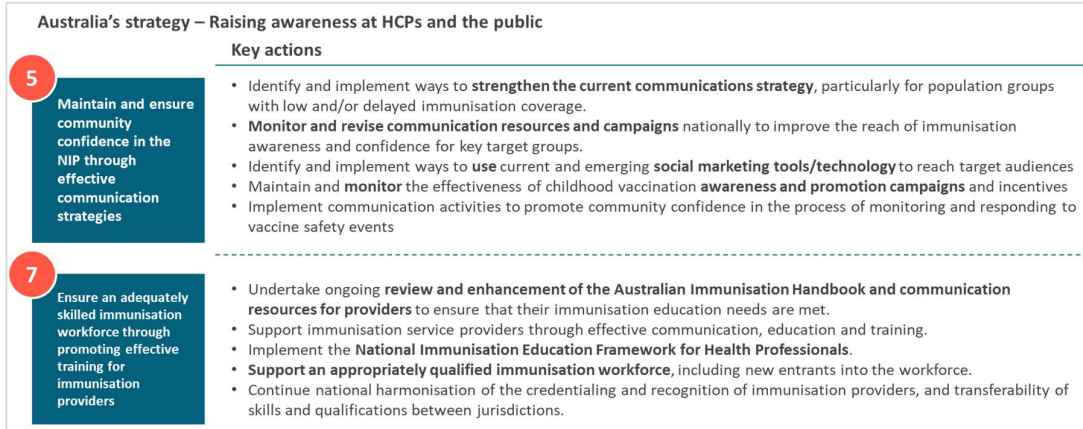 Australia’s strategy – Raising awareness at HCPs and the public
Key actions
5
Maintain and ensure
community
confidence in the
NIP through
effective
communication
strategies
• Identify and implement ways to strengthen the current communications strategy, particularly for population groups
with low and/or delayed immunisation coverage.
• Monitor and revise communication resources and campaigns nationally to improve the reach of immunisation
awareness and confidence for key target groups.
• Identify and implement ways to use current and emerging social marketing tools/technology to reach target audiences
• Maintain and monitor the effectiveness of childhood vaccination awareness and promotion campaigns and incentives
• Implement communication activities to promote community confidence in the process of monitoring and responding to
vaccine safety events
7
Ensure an adequately
skilled immunisation
workforce through
promoting effective
training for
immunisation
providers
• Undertake ongoing review and enhancement of the Australian Immunisation Handbook and communication
resources for providers to ensure that their immunisation education needs are met.
• Support immunisation service providers through effective communication, education and training.
• Implement the National Immunisation Education Framework for Health Professionals.
• Support an appropriately qualified immunisation workforce, including new entrants into the workforce.
• Continue national harmonisation of the credentialing and recognition of immunisation providers, and transferability of
skills and qualifications between jurisdictions.